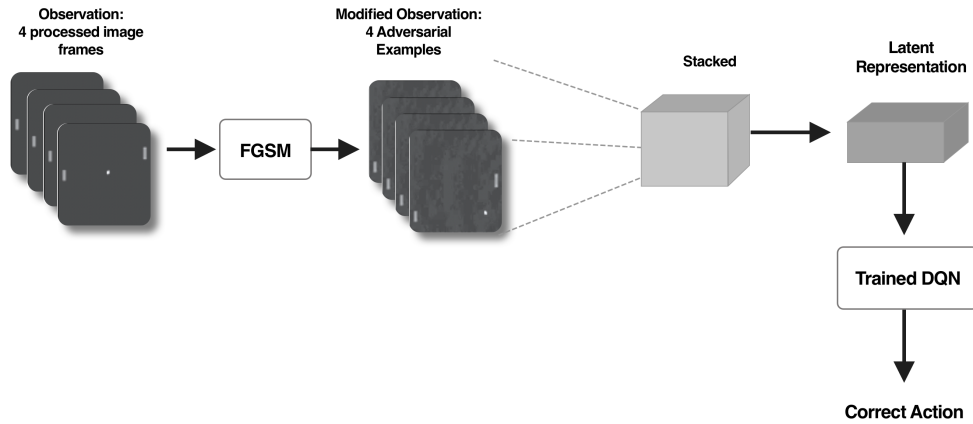 Observation:
4 processed image
frames
FGSM
Modified Observation:
4 Adversarial
Examples
Stacked
Latent
Representation
Trained DQN
Correct Action